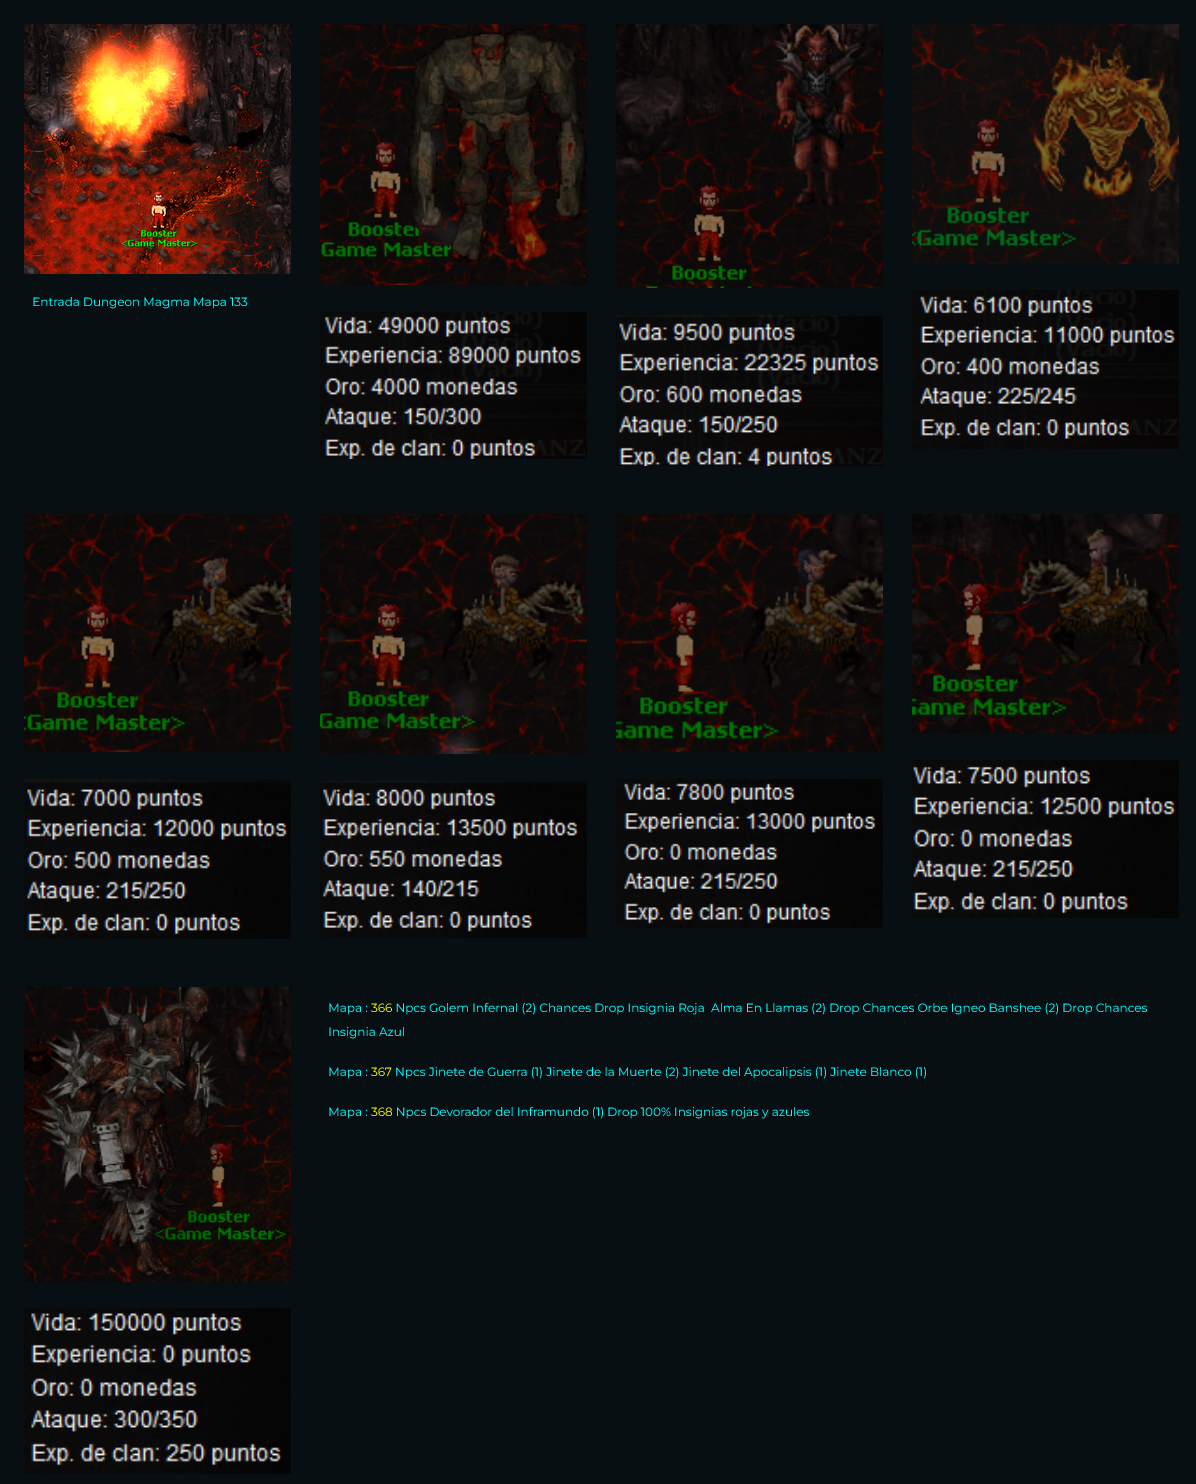 Booster
<Game Master>
Entrada Dungeon Magma Mapa 133
Booster
Game Master
Vida: 49000 puntos
Experiencia: 89000 puntos
Oro: 4000 monedas
Ataque: 150/300
Exp. de clan: 0 puntos
Booster
Vida: 9500 puntos
Experiencia: 22325 puntos
Oro: 600 monedas
Ataque: 150/250
Exp. de clan: 4 puntos
Booster
<Game Master>
Vida: 6100 puntos
Experiencia: 11000 puntos
Oro: 400 monedas
Ataque: 225/245
Exp. de clan: 0 puntos
Booster
<Game Master>
Vida: 7000 puntos
Experiencia: 12000 puntos
Oro: 500 monedas
Ataque: 215/250
Exp. de clan: 0 puntos
Booster
Game Master>
Vida: 8000 puntos
Experiencia: 13500 puntos
Oro: 550 monedas
Ataque: 140/215
Exp. de clan: 0 puntos
Booster
Game Master>
Vida: 7800 puntos
Experiencia: 13000 puntos
Oro: 0 monedas
Ataque: 215/250
Exp. de clan: 0 puntos
Booster
Game Master>
Vida: 7500 puntos
Experiencia: 12500 puntos
Oro: 0 monedas
Ataque: 215/250
Exp. de clan: 0 puntos
Booster
<Game Master>
Vida: 150000 puntos
Experiencia: 0 puntos
Oro: 0 monedas
Ataque: 300/350
Exp. de clan: 250 puntos
Mapa : 366 Npcs Golem Infernal (2) Chances Drop Insignia Roja  Alma En Llamas (2) Drop Chances Orbe Igneo Banshee (2) Drop Chances
Insignia Azul
Mapa : 367 Npcs Jinete de Guerra (1) Jinete de la Muerte (2) Jinete del Apocalipsis (1) Jinete Blanco (1)
Mapa : 368 Npcs Devorador del Inframundo (1) Drop 100% Insignias rojas y azules